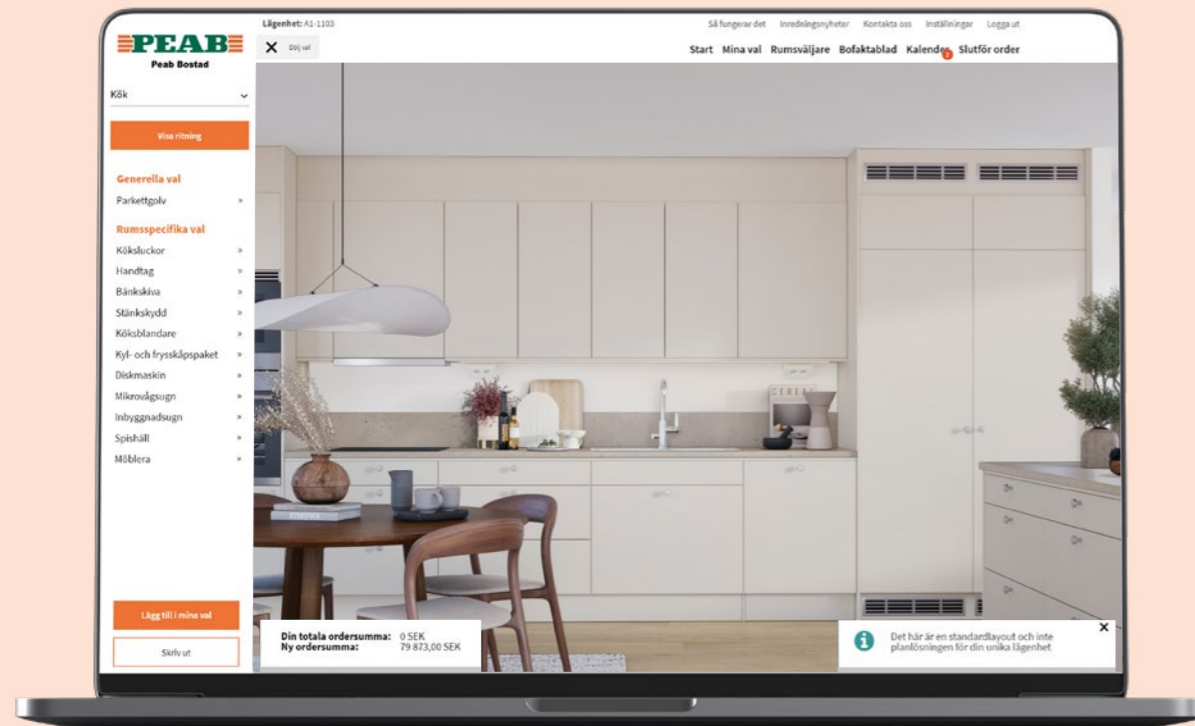 PEAB
Peab Bostad
Lägenhet: A1-1103
Dölj val
Så fungerar det Inredningsnyheter Kontakta oss Inställningar Logga ut
Start Mina val Rumsväljare Bofaktablad Kalender 2 Slutför order
Kök
Visa ritning
Generella val
Parkettgolv »
Rumsspecifika val
Köksluckor »
Handtag »
Bänkskiva »
Stänkskydd »
Köksblandare »
Kyl- och frysskåpspaket »
Diskmaskin »
Mikrovågsugn »
Inbyggnadsugn »
Spishäll »
Möblera »
Lägg till i mina val
Skriv ut
CEREAL
Din totala ordersumma: 0 SEK
Ny ordersumma: 79 873,00 SEK
Det här är en standardlayout och inte
planlösningen för din unika lägenhet